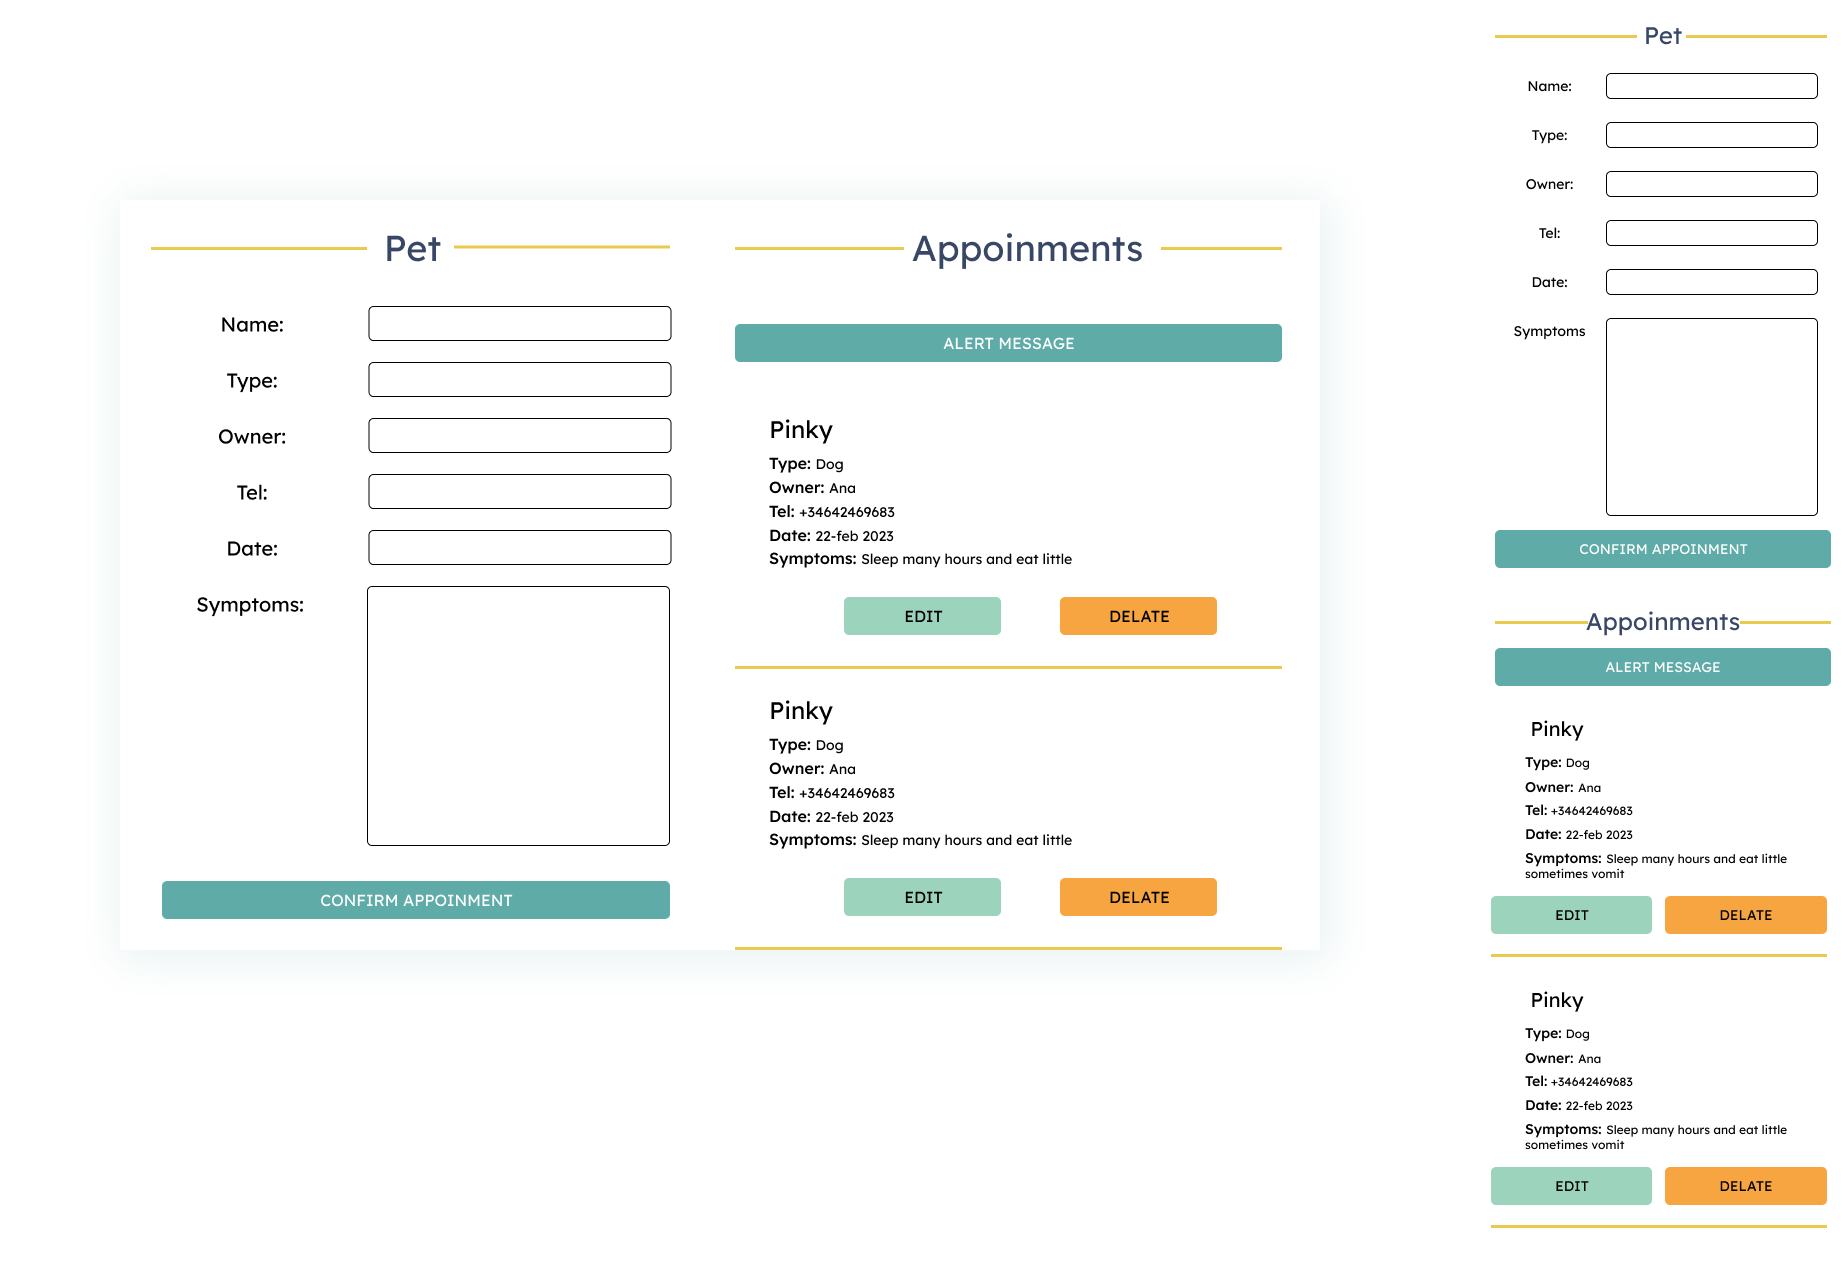 Pet
Name:
Type:
Owner:
Tel:
Date:
Symptoms:
CONFIRM APPOINMENT
Appoinments
ALERT MESSAGE
Pinky
Type: Dog
Owner: Ana
Tel: +34642469683
Date: 22-feb 2023
Symptoms: Sleep many hours and eat little
EDIT DELATE
Pinky
Type: Dog
Owner: Ana
Tel: +34642469683
Date: 22-feb 2023
Symptoms: Sleep many hours and eat little
EDIT DELATE
Pet
Name:
Type:
Owner:
Tel:
Date:
Symptoms
CONFIRM APPOINMENT
Appoinments
ALERT MESSAGE
Pinky
Type: Dog
Owner: Ana
Tel: +34642469683
Date: 22-feb 2023
Symptoms: Sleep many hours and eat little
sometimes vomit
EDIT DELATE
Pinky
Type: Dog
Owner: Ana
Tel: +34642469683
Date: 22-feb 2023
Symptoms: Sleep many hours and eat little
sometimes vomit
EDIT DELATE